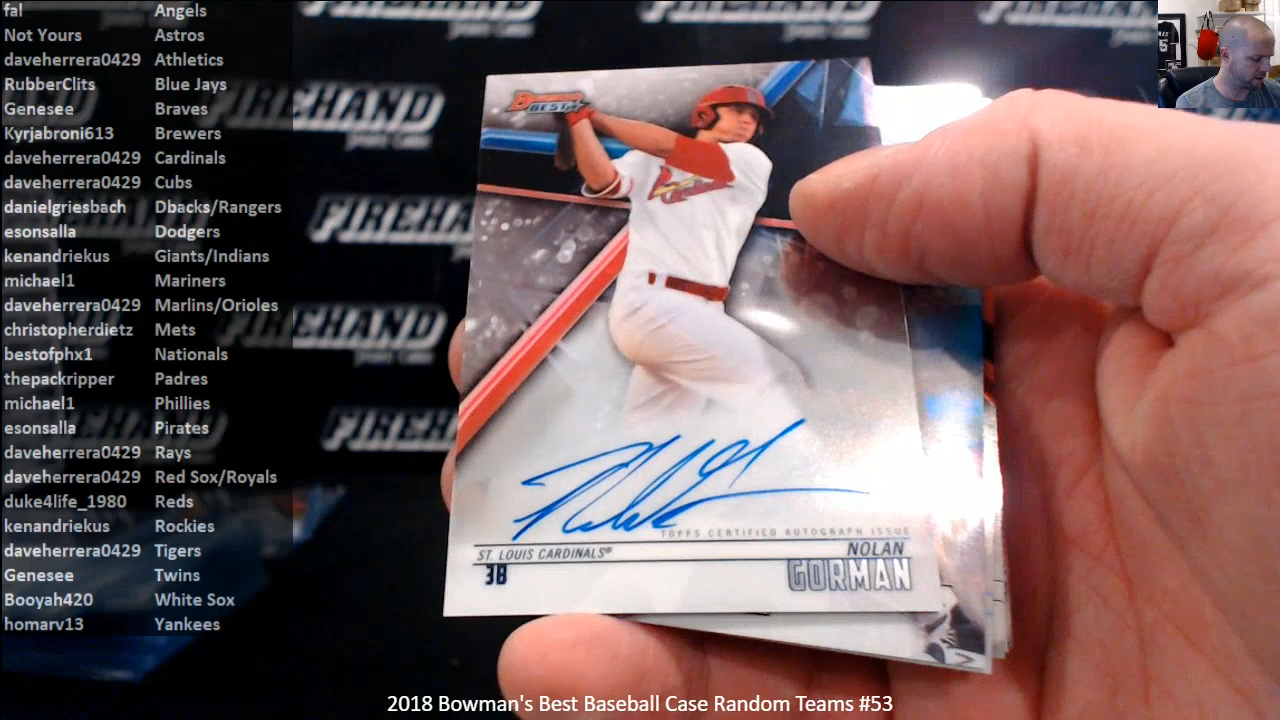 fal Angels
Not Yours Astros
daveherrera0429 Athletics
RubberClits Blue Jays
Genesee Braves
Kyrjabroni613 Brewers
daveherrera0429 Cardinals
daveherrera0429 Cubs
danielgriesbach Dbacks/Rangers
esonsalla Dodgers
kenandriekus Giants/Indians
michael1 Mariners
daveherrera0429 Marlins/Orioles
christopherdietz Mets
bestofphx1 Nationals
thepackripper Padres
michael1 Phillies
esonsalla Pirates
daveherrera0429 Rays
daveherrera0429 Red Sox/Royals
duke4life_1980 Reds
kenandriekus Rockies
daveherrera0429 Tigers
Genesee Twins
Booyah420 White Sox
homarv13 Yankees
FIREHAND
FIREHAND
FIREHAND
BOWMAN'S
BEST
TOPPS CERTIFIED AUTOGRAPH ISSUE
ST. LOUIS CARDINALS®
NOLAN
3B
GORMAN
2018 Bowman's Best Baseball Case Random Teams #53